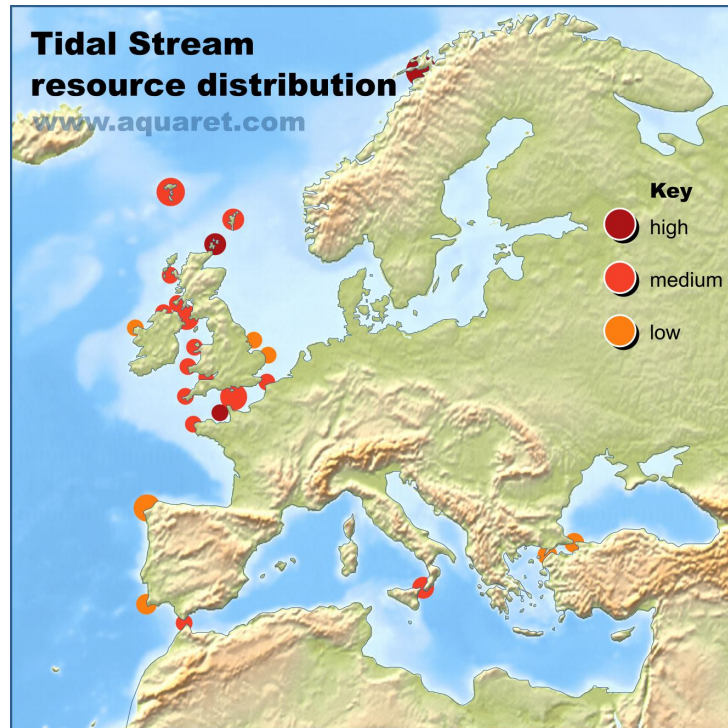 Tidal Stream
resource distribution
www.aquaret.com
Key
high
medium
low